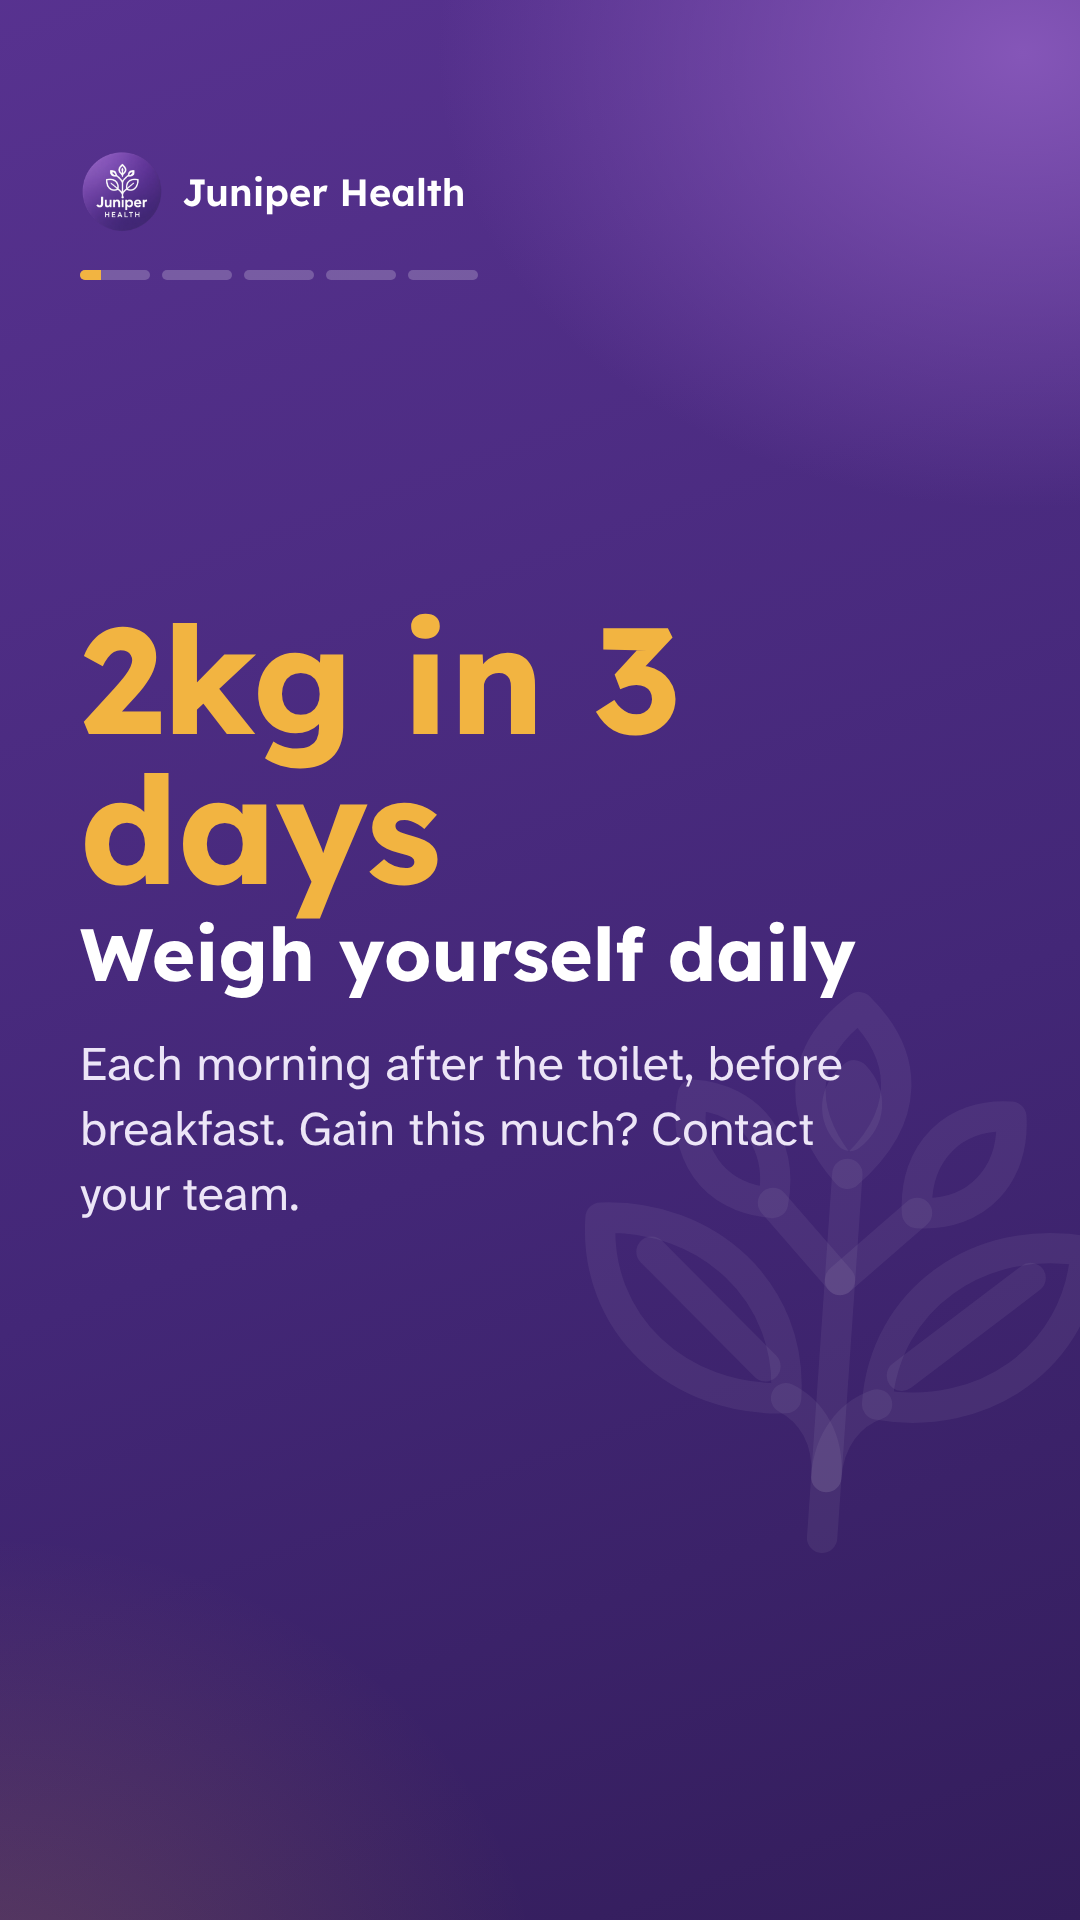 Juniper
HEALTH
Juniper Health
2kg in 3
days
Weigh yourself daily
Each morning after the toilet, before
breakfast. Gain this much? Contact
your team.